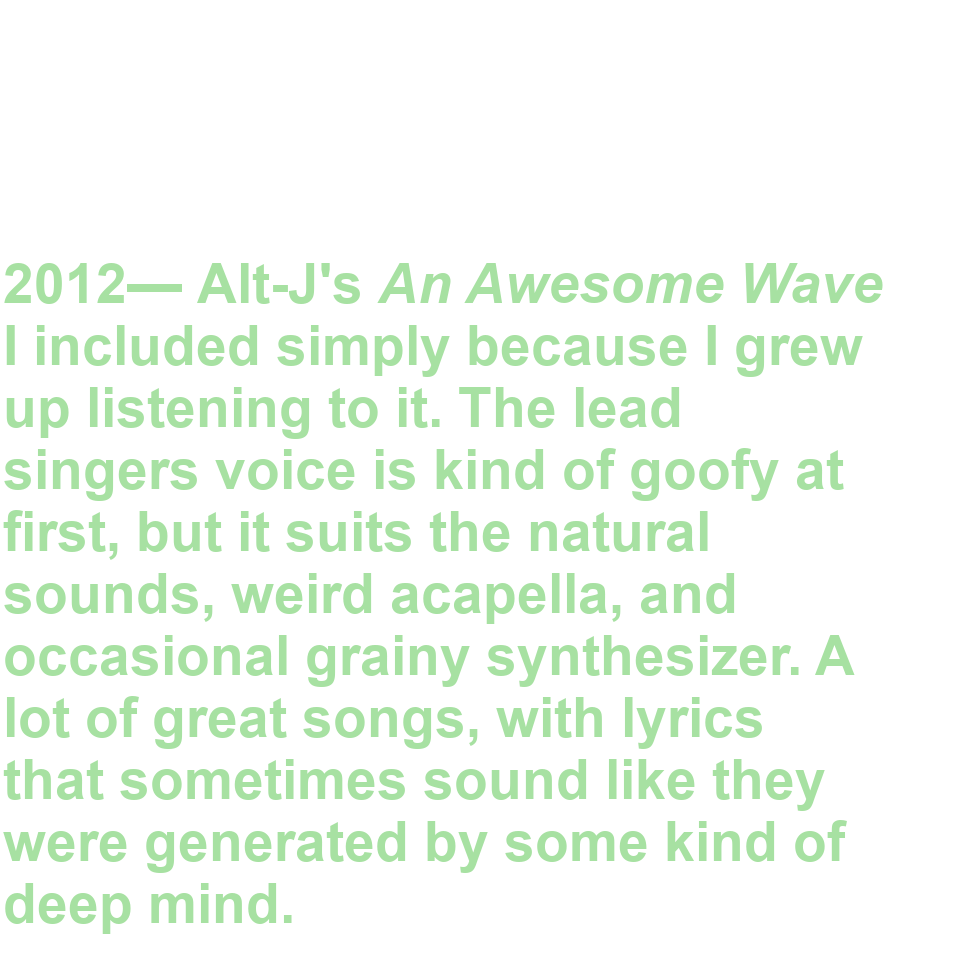 2012— Alt-J's An Awesome Wave
I included simply because I grew
up listening to it. The lead
singers voice is kind of goofy at
first, but it suits the natural
sounds, weird acapella, and
occasional grainy synthesizer. A
lot of great songs, with lyrics
that sometimes sound like they
were generated by some kind of
deep mind.